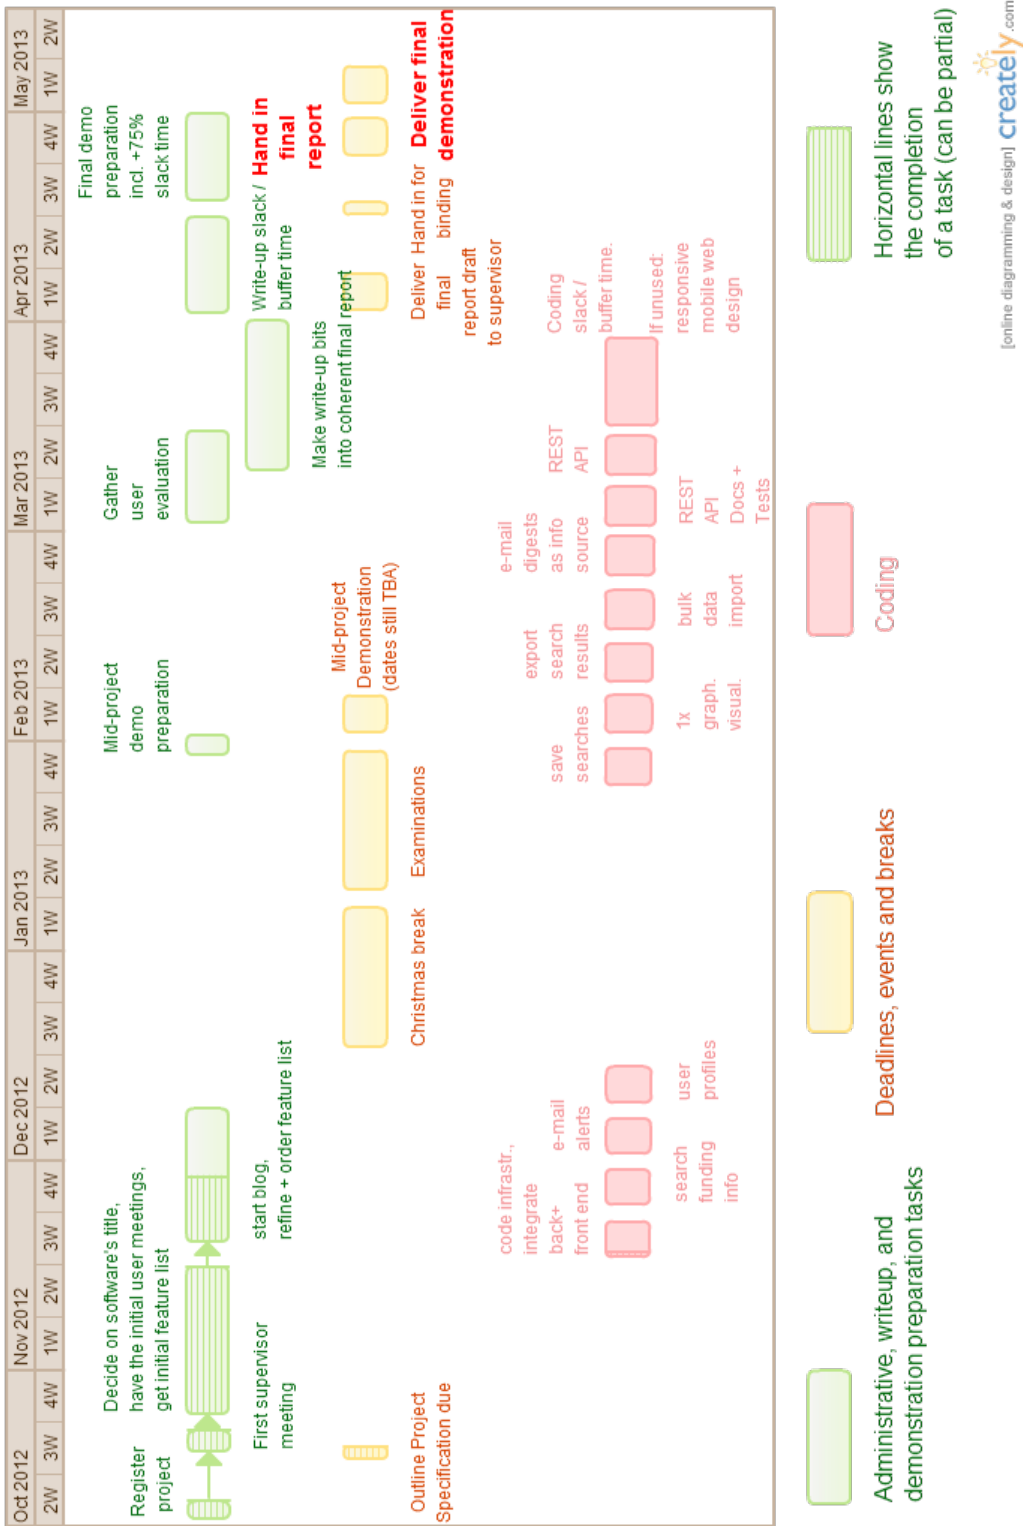 Oct 2012 Nov 2012 Dec 2012 Jan 2013 Feb 2013 Mar 2013 Apr 2013 May 2013
2W 3W 4W 1W 2W 3W 4W 1W 2W 3W 4W 1W 2W 3W 4W 1W 2W 3W 4W 1W 2W 3W 4W 1W 2W 3W 4W 1W 2W
Register
project
Decide on software's title,
have the initial user meetings,
get initial feature list
Mid-project
demo
preparation
Gather
user
evaluation
Final demo
preparation
incl. +75%
slack time
First supervisor
meeting
start blog,
refine + order feature list
Make write-up bits
into coherent final report
Write-up slack /
buffer time
Hand in
final
report
Outline Project
Specification due
Christmas break
Examinations
Mid-project
Demonstration
(dates still TBA)
Deliver
final
report draft
to supervisor
Hand in for
binding
Deliver final
demonstration
code infrastr.,
integrate
back+
front end
search
funding
info
e-mail
alerts
user
profiles
save
searches
1x
graph.
visual.
export
search
results
bulk
data
import
e-mail
digests
as info
source
REST
API
Docs +
Tests
REST
API
Coding
slack /
buffer time.
If unused:
responsive
mobile web
design
Administrative, writeup, and
demonstration preparation tasks
Deadlines, events and breaks
Coding
Horizontal lines show
the completion
of a task (can be partial)
[online diagramming & design] creately.com